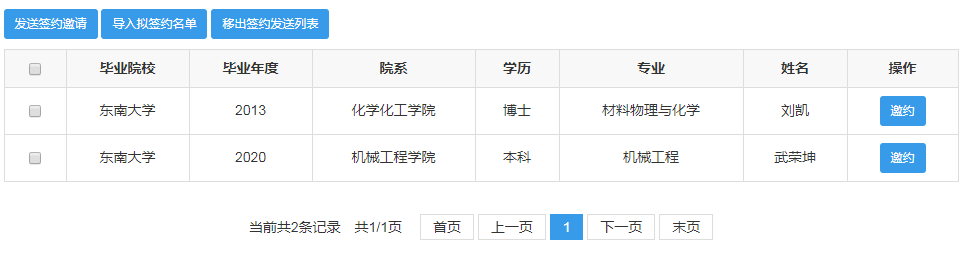 发送签约邀请 导入拟签约名单 移出签约发送列表
毕业院校 毕业年度 院系 学历 专业 姓名 操作
东南大学 2013 化学化工学院 博士 材料物理与化学 刘凯 邀约
东南大学 2020 机械工程学院 本科 机械工程 武荣坤 邀约
当前共2条记录 共1/1页 首页 上一页 1 下一页 末页